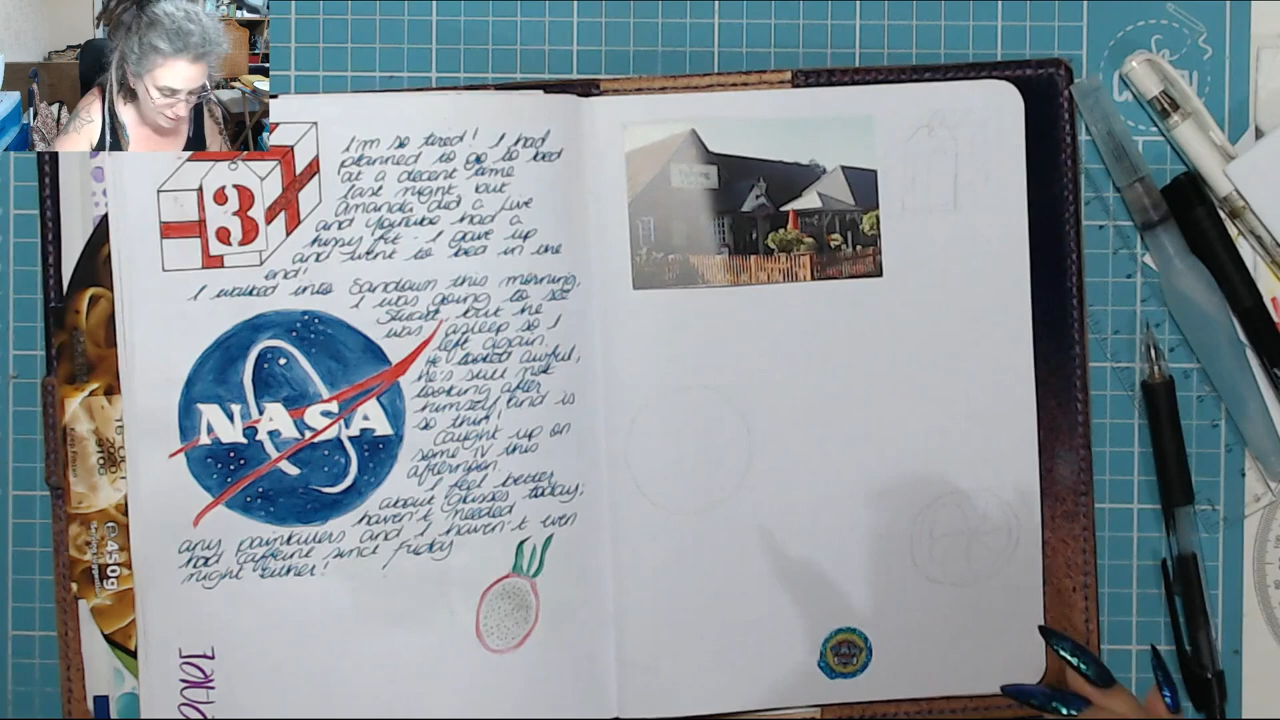 3
I'm so tired! I had
planned to go to bed
at a decent time
last night, but
Amanda did a live
and Youtube had a
hissy fit. I gave up
and went to bed in the
end!
I walked into Sandown this morning,
I was going to see
Stuart, but he
was asleep so I
left again.
He looked awful,
he's still not
looking after
himself and is
so thin!
Caught up on
some TV this
afternoon.
I feel better
about glasses today,
haven't needed
any painkillers and I haven't even
had caffeine since friday
night either!
NASA
450g